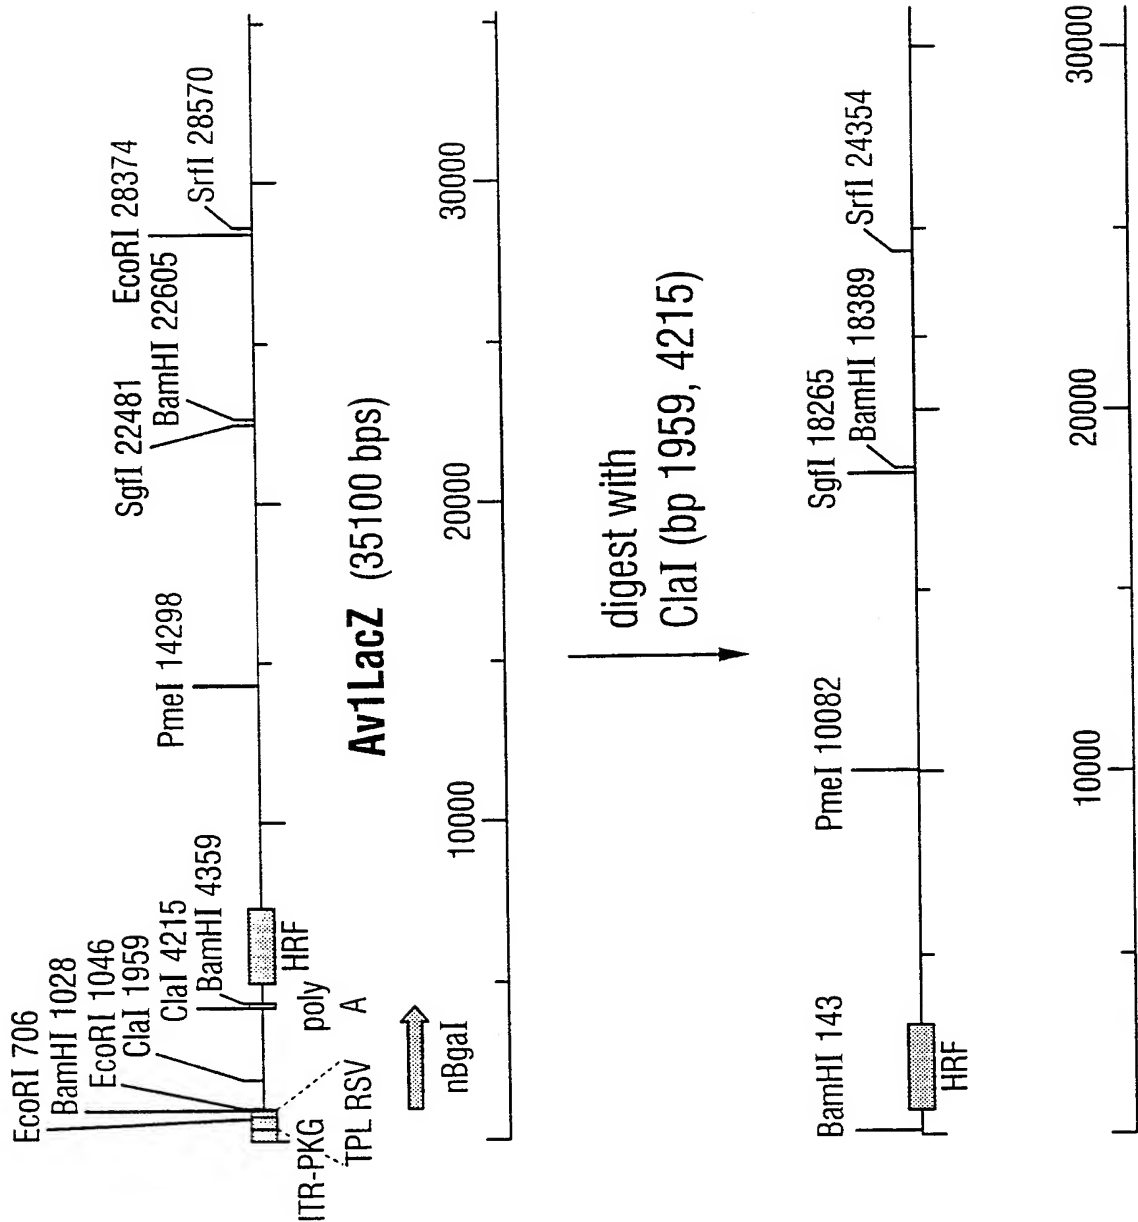 EcoRI 706
BamHI 1028
EcoRI 1046
ClaI 1959
ClaI 4215
BamHI 4359
PmeI 14298
SgfI 22481
BamHI 22605
EcoRI 28374
SrfI 28570
ITR-PKG
TPL RSV
poly
A
HRF
nBgaI
Av1LacZ (35100 bps)
10000
20000
30000
digest with
ClaI (bp 1959, 4215)
BamHI 143
PmeI 10082
SgfI 18265
BamHI 18389
SrfI 24354
HRF
10000
20000
30000